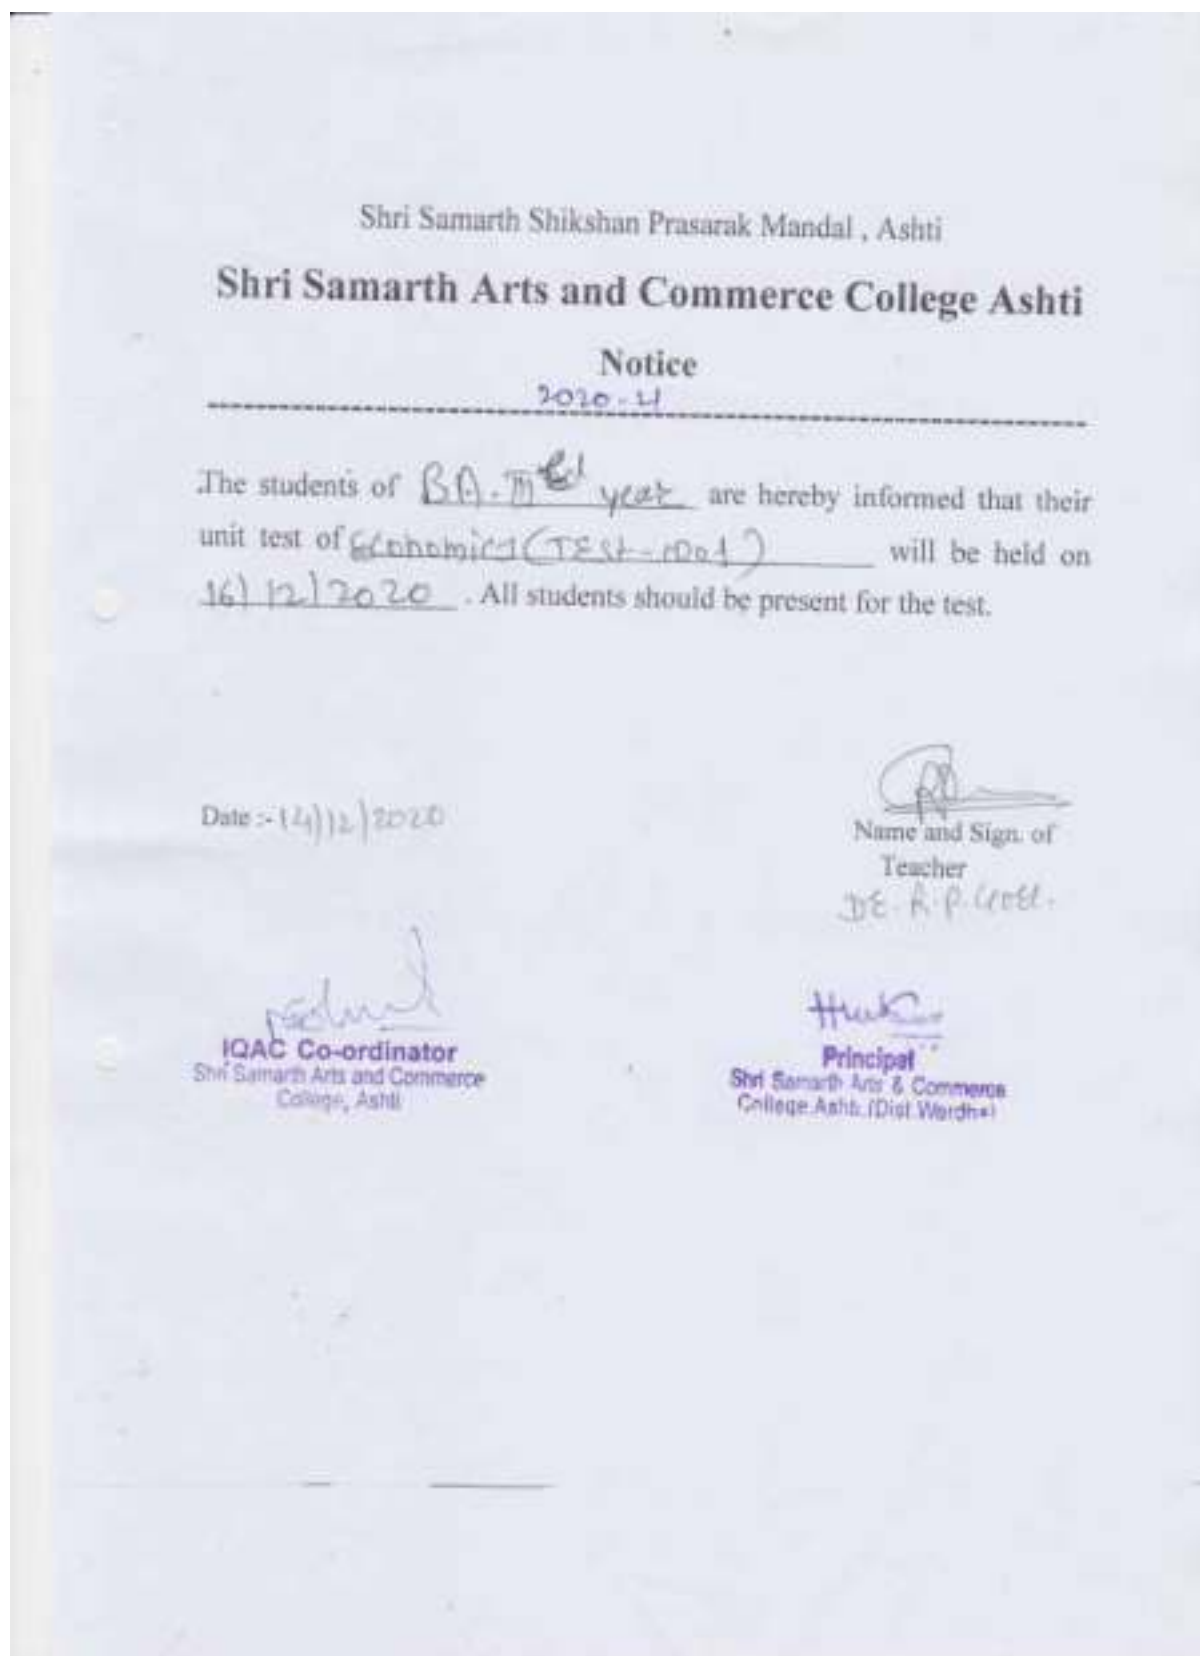 Shri Samarth Shikshan Prasarak Mandal , Ashti
Shri Samarth Arts and Commerce College Ashti
Notice
2020-21
The students of BA. III rd year are hereby informed that their
unit test of Economics (TEST-no1) will be held on
16/12/2020 . All students should be present for the test.
Date :- 14/12/2020
Name and Sign. of
Teacher
IQAC Co-ordinator
Shri Samarth Arts and Commerce
College, Ashti
Principal
Shri Samarth Arts & Commerce
College Ashti (Dist Wardha)